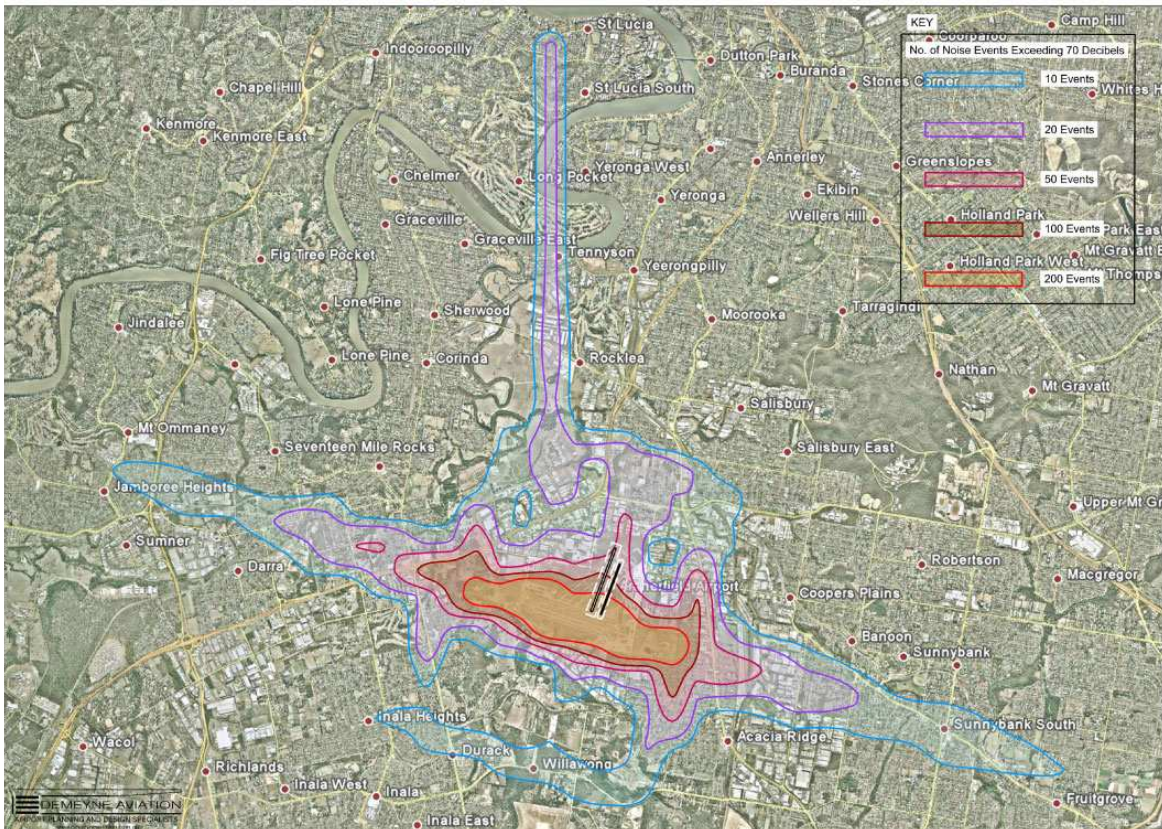 St Lucia
KEY
Camp Hill
Coorparoo
Indooroopilly
No. of Noise Events Exceeding 70 Decibels
Dutton Park
Buranda
Stones Corner
10 Events
Chapel Hill
St Lucia South
Whites H
Kenmore
Kenmore East
20 Events
Yeronga West
Annerley
Greenslopes
Chelmer
Long Pocket
50 Events
Yeronga
Ekibin
Graceville
Wellers Hill
Holland Park
100 Events
Park East
Graceville East
Mt Gravatt E
Fig Tree Pocket
Tennyson
Yeerongpilly
Holland Park West
200 Events
Thomps
Lone Pine
Sherwood
Moorooka
Tarragindi
Jindalee
Lone Pine
Corinda
Rocklea
Nathan
Mt Gravatt
Salisbury
Mt Ommaney
Seventeen Mile Rocks
Salisbury East
Jamboree Heights
Upper Mt Gr
Sumner
Darra
Robertson
Macgregor
Airport
Coopers Plains
Banoon
Sunnybank
Inala Heights
Sunnybank South
Wacol
Durack
Acacia Ridge
Richlands
Willawong
Inala West
Inala
DEMEYNE AVIATION
AIRPORT PLANNING AND DESIGN SPECIALISTS
Fruitgrove
Inala East